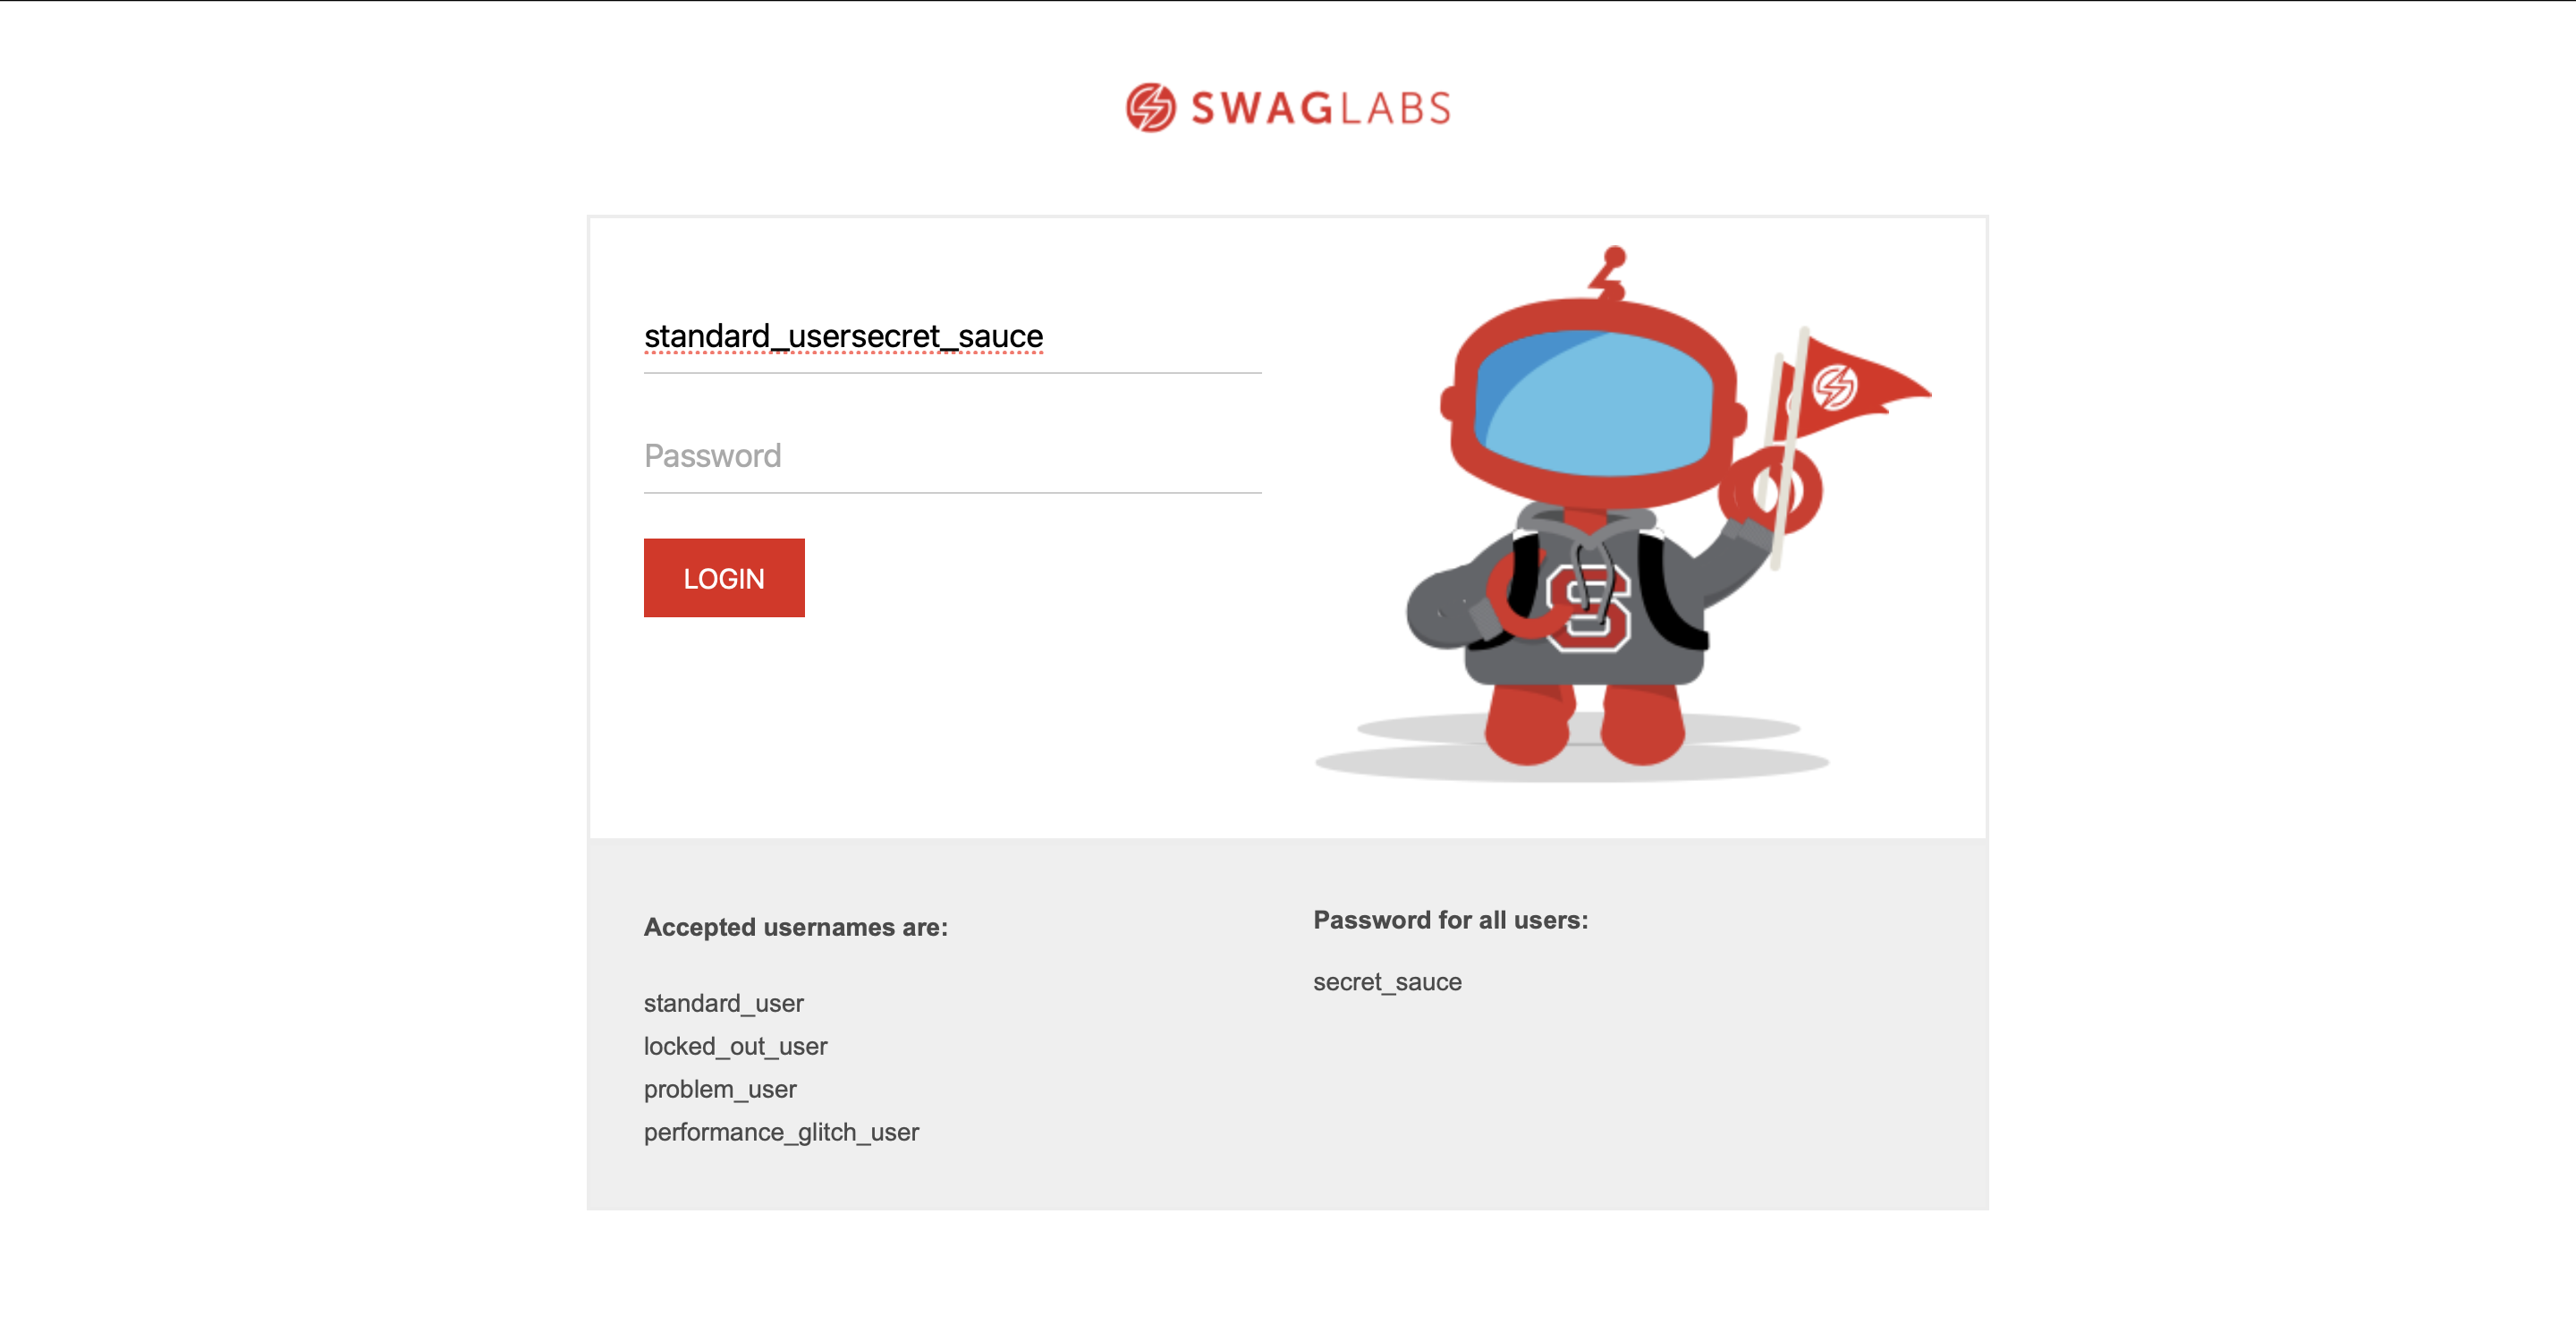 SWAGLABS
standard_usersecret_sauce
Password
LOGIN
S
Accepted usernames are:
standard_user
locked_out_user
problem_user
performance_glitch_user
Password for all users:
secret_sauce